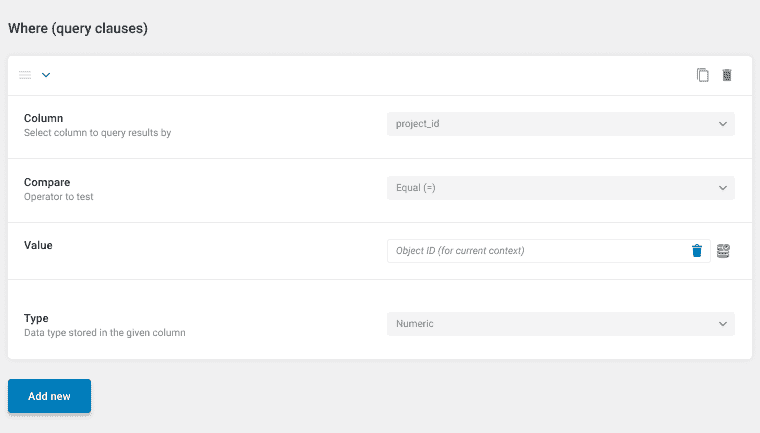 Where (query clauses)
Column
Select column to query results by
project_id
Compare
Operator to test
Equal (=)
Value
Object ID (for current context)
Type
Data type stored in the given column
Numeric
Add new